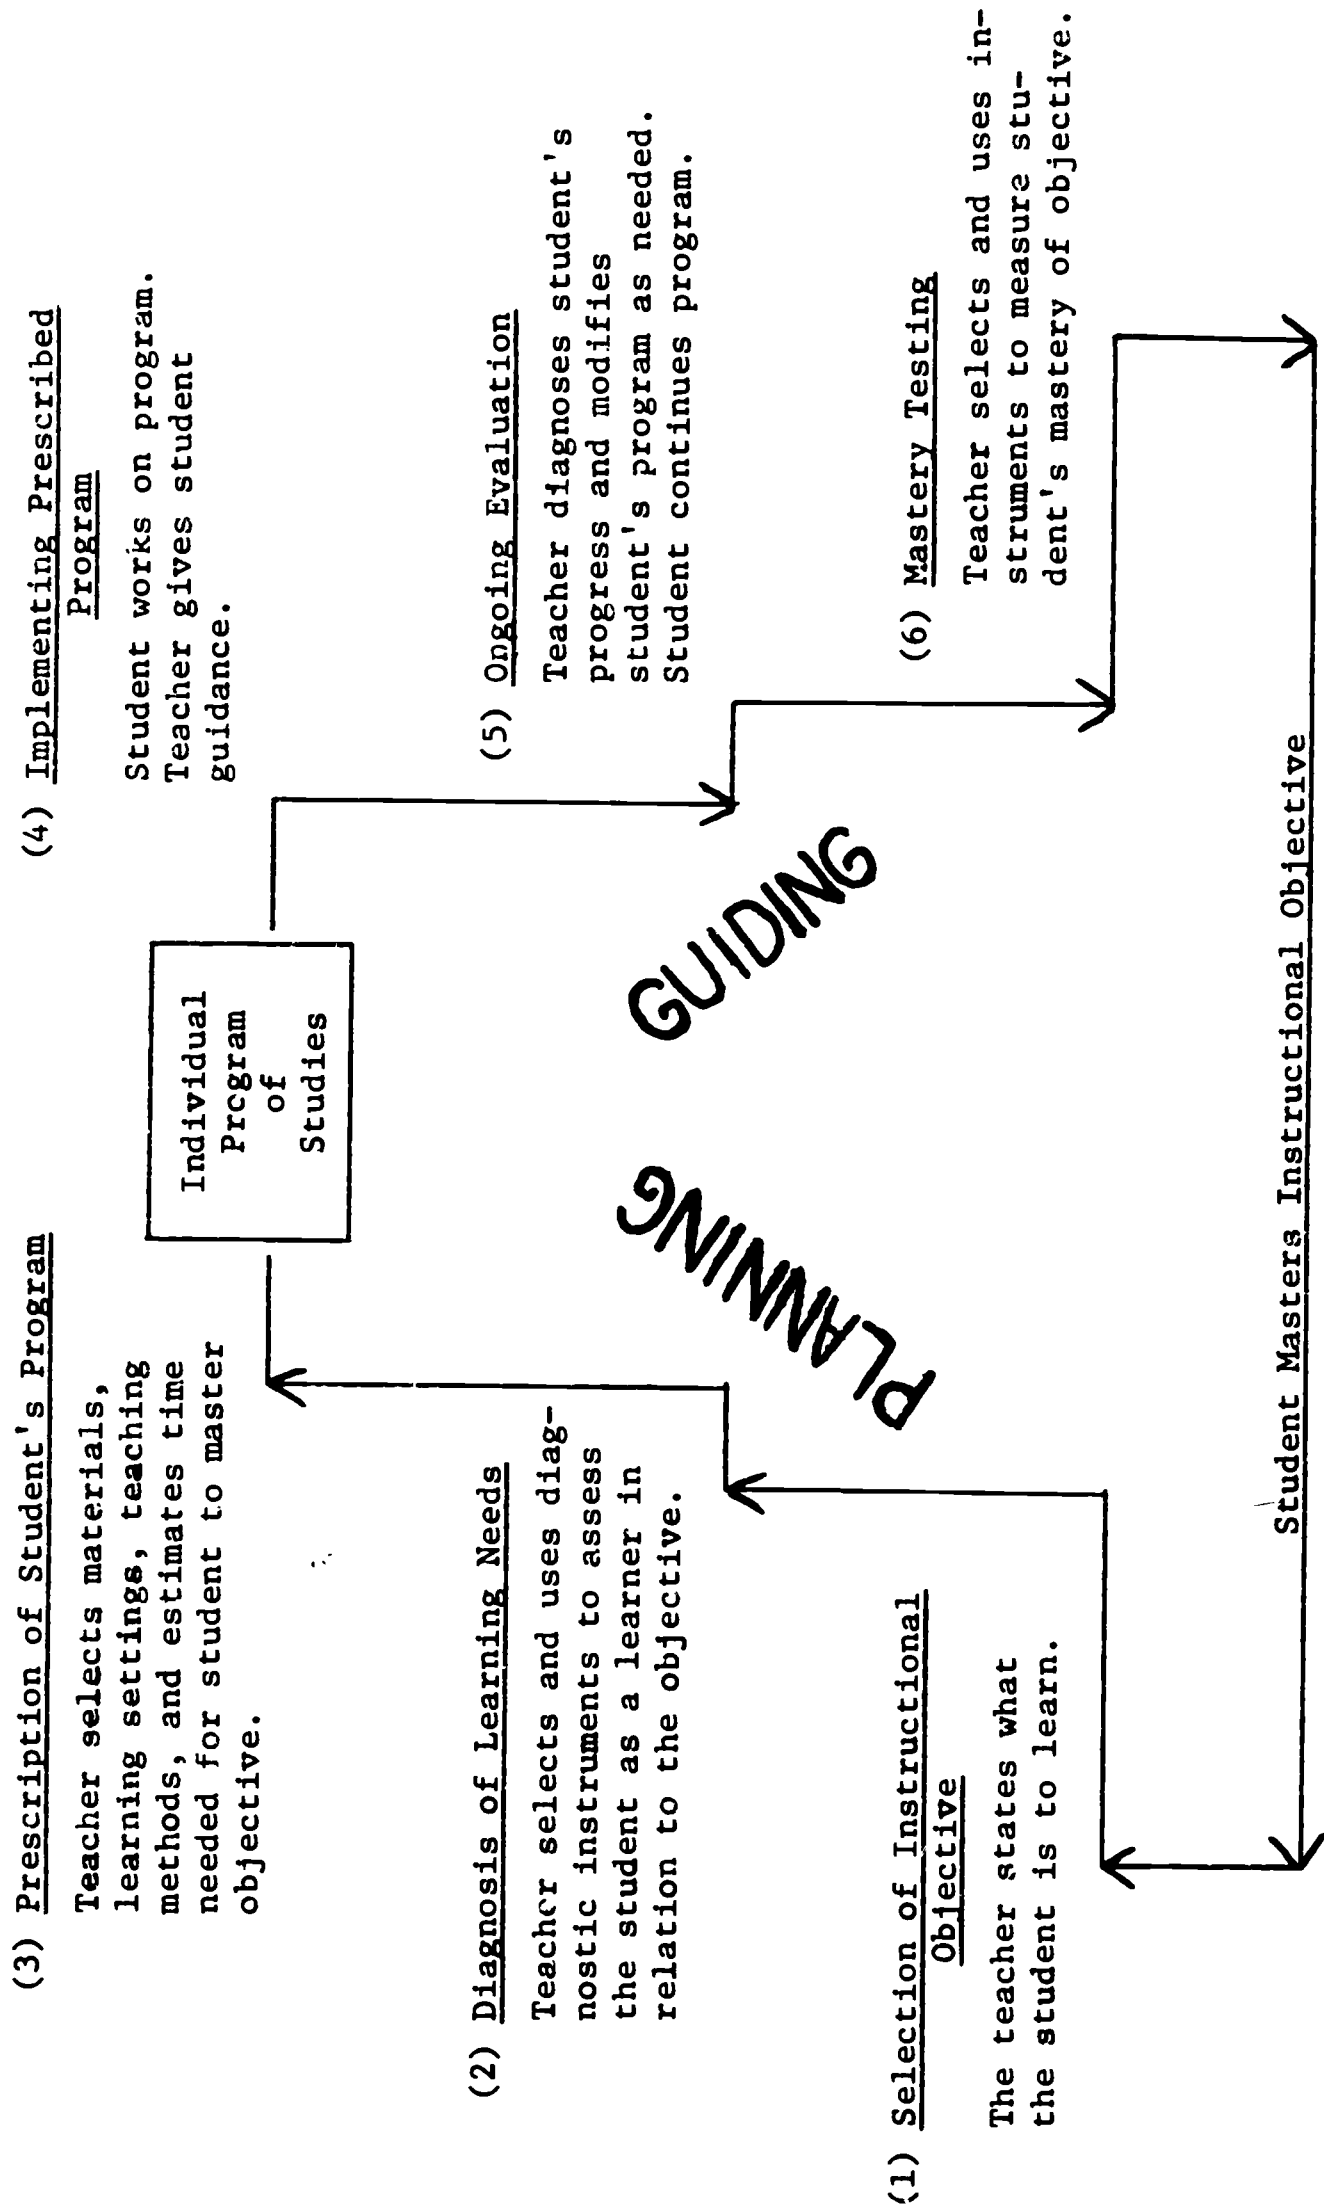 (3) Prescription of Student's Program
Teacher selects materials,
learning settings, teaching
methods, and estimates time
needed for student to master
objective.
(4) Implementing Prescribed
Program
Student works on program.
Teacher gives student
guidance.
Individual
Program
of
Studies
(2) Diagnosis of Learning Needs
Teacher selects and uses diag-
nostic instruments to assess
the student as a learner in
relation to the objective.
(5) Ongoing Evaluation
Teacher diagnoses student's
progress and modifies
student's program as needed.
Student continues program.
PLANNING
GUIDING
(1) Selection of Instructional
Objective
The teacher states what
the student is to learn.
(6) Mastery Testing
Teacher selects and uses in-
struments to measure stu-
dent's mastery of objective.
Student Masters Instructional Objective